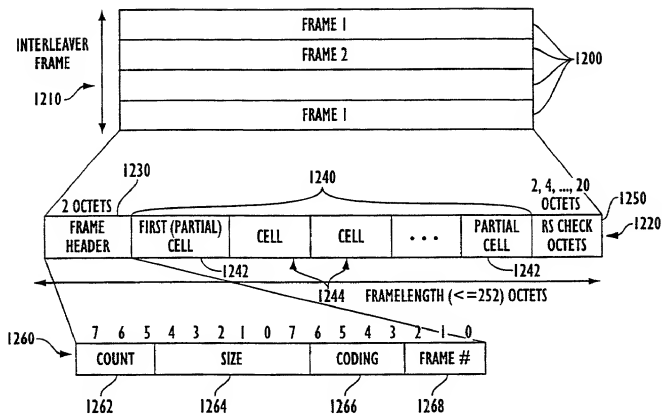 FRAME 1
INTERLEAVER
FRAME
FRAME 2
1200
1210
FRAME 1
1230
1240
2, 4, ..., 20
OCTETS
2 OCTETS
1250
FRAME
HEADER
FIRST (PARTIAL)
CELL
CELL
CELL
• • •
PARTIAL
CELL
RS CHECK
OCTETS
1220
1242
1244
1242
FRAMELENGTH (<=252) OCTETS
7 6 5 4 3 2 1 0 7 6 5 4 3 2 1 0
1260
COUNT
SIZE
CODING
FRAME #
1262
1264
1266
1268